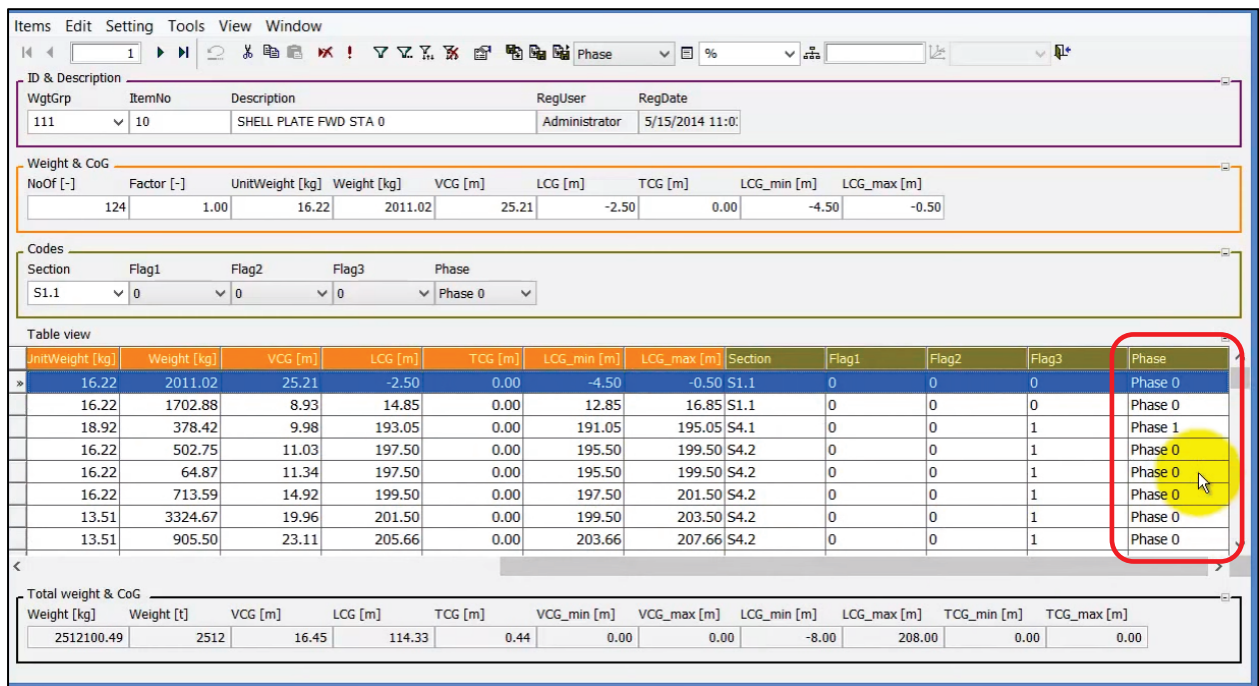 Items Edit Setting Tools View Window
1 Phase %
ID & Description
WgtGrp ItemNo Description RegUser RegDate
111 10 SHELL PLATE FWD STA 0 Administrator 5/15/2014 11:0
Weight & CoG
NoOf [-] Factor [-] UnitWeight [kg] Weight [kg] VCG [m] LCG [m] TCG [m] LCG_min [m] LCG_max [m]
124 1.00 16.22 2011.02 25.21 -2.50 0.00 -4.50 -0.50
Codes
Section Flag1 Flag2 Flag3 Phase
S1.1 0 0 0 Phase 0
Table view
UnitWeight [kg] Weight [kg] VCG [m] LCG [m] TCG [m] LCG_min [m] LCG_max [m] Section Flag1 Flag2 Flag3 Phase
» 16.22 2011.02 25.21 -2.50 0.00 -4.50 -0.50 S1.1 0 0 0 Phase 0
16.22 1702.88 8.93 14.85 0.00 12.85 16.85 S1.1 0 0 0 Phase 0
18.92 378.42 9.98 193.05 0.00 191.05 195.05 S4.1 0 0 1 Phase 1
16.22 502.75 11.03 197.50 0.00 195.50 199.50 S4.2 0 0 1 Phase 0
16.22 64.87 11.34 197.50 0.00 195.50 199.50 S4.2 0 0 1 Phase 0
16.22 713.59 14.92 199.50 0.00 197.50 201.50 S4.2 0 0 1 Phase 0
13.51 3324.67 19.96 201.50 0.00 199.50 203.50 S4.2 0 0 1 Phase 0
13.51 905.50 23.11 205.66 0.00 203.66 207.66 S4.2 0 0 1 Phase 0
Total weight & CoG
Weight [kg] Weight [t] VCG [m] LCG [m] TCG [m] VCG_min [m] VCG_max [m] LCG_min [m] LCG_max [m] TCG_min [m] TCG_max [m]
2512100.49 2512 16.45 114.33 0.44 0.00 0.00 -8.00 208.00 0.00 0.00